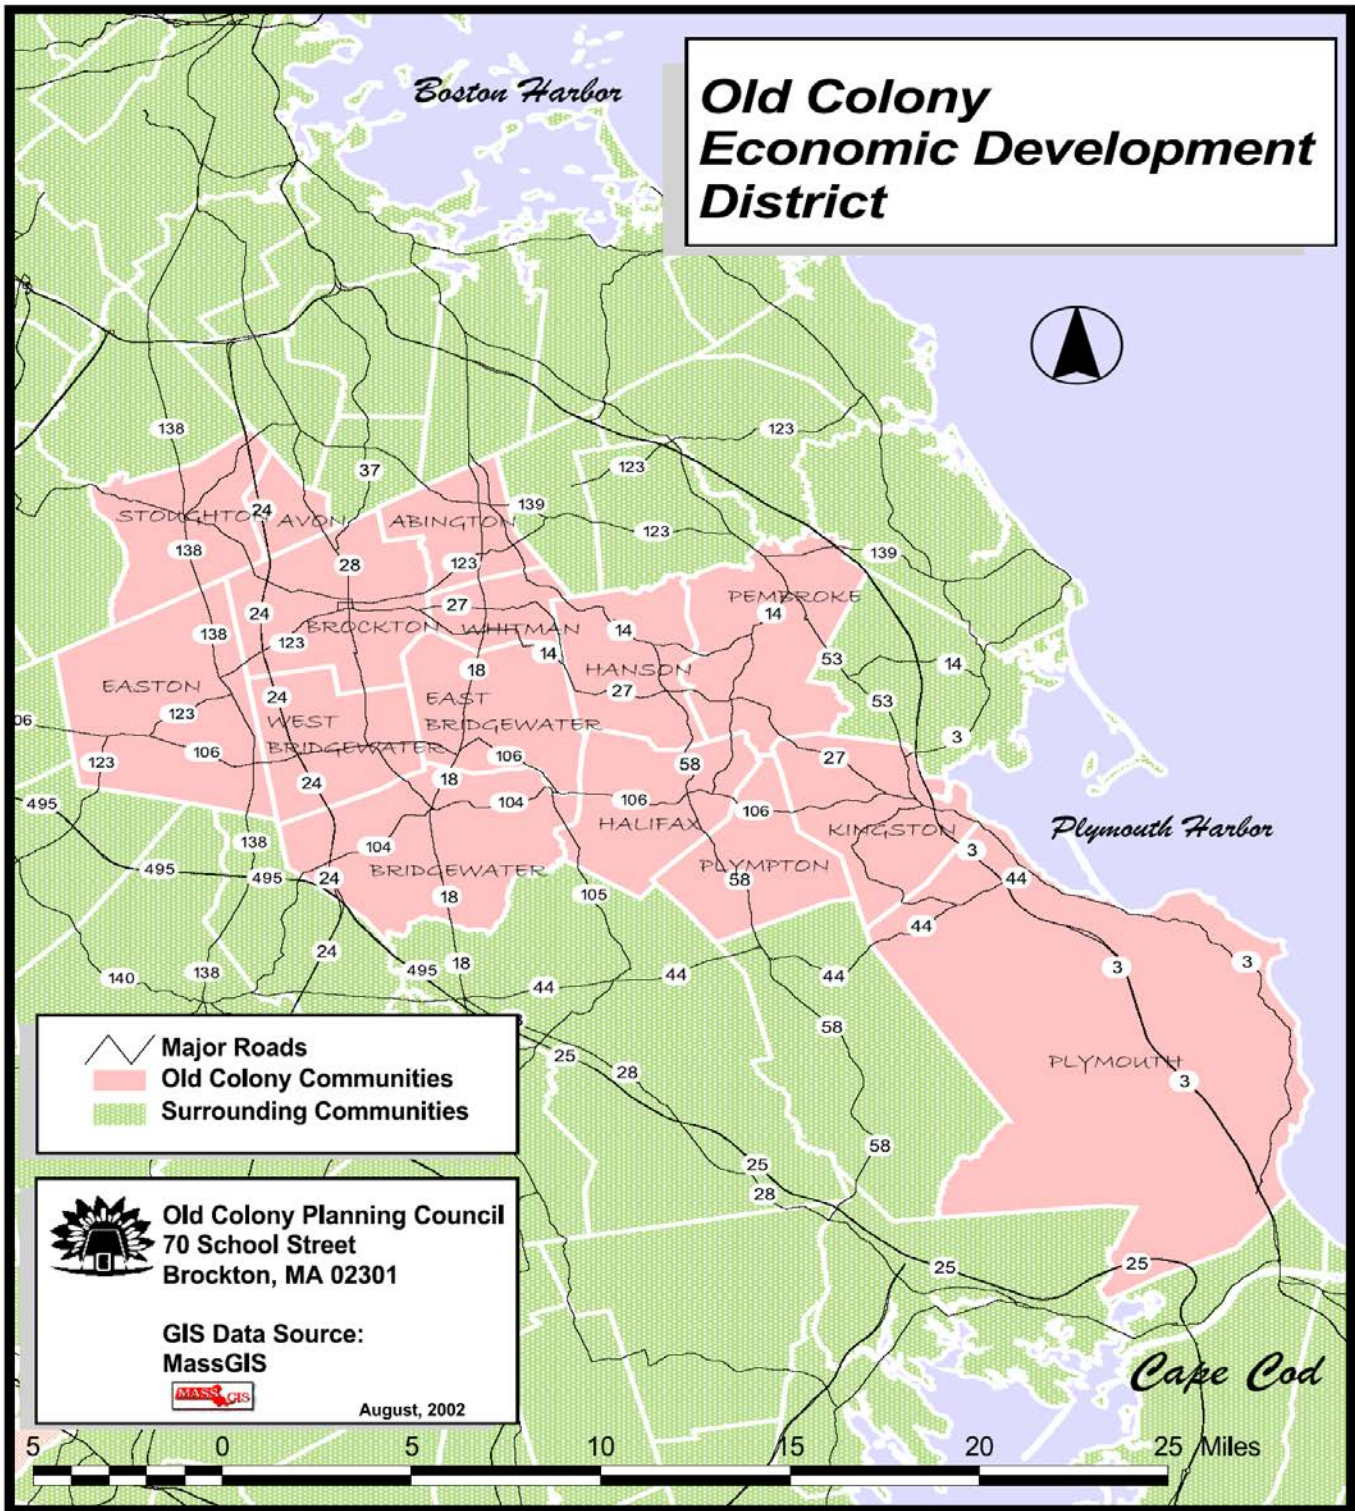 Boston Harbor
Old Colony
Economic Development
District
138
123
37
123
139
24
123
STOUGHTON
AVON
ABINGTON
138
139
28
123
PEMBROKE
27
24
14
BROCKTON
WHITMAN
14
138
123
14
53
14
HANSON
18
EASTON
27
24
EAST
53
123
WEST
BRIDGEWATER
06
3
BRIDGEWATER
106
106
27
123
58
18
24
495
104
106
106
HALIFAX
KINGSTON
Plymouth Harbor
138
104
3
495
BRIDGEWATER
PLYMPTON
495
24
58
44
18
105
44
24
18
3
3
140
138
495
44
44
44
58
25
28
PLYMOUTH
3
58
25
28
25
25
Major Roads
Old Colony Communities
Surrounding Communities
Old Colony Planning Council
70 School Street
Brockton, MA 02301
GIS Data Source:
MassGIS
MASS GIS
August, 2002
Cape Cod
5 0 5 10 15 20 25 Miles